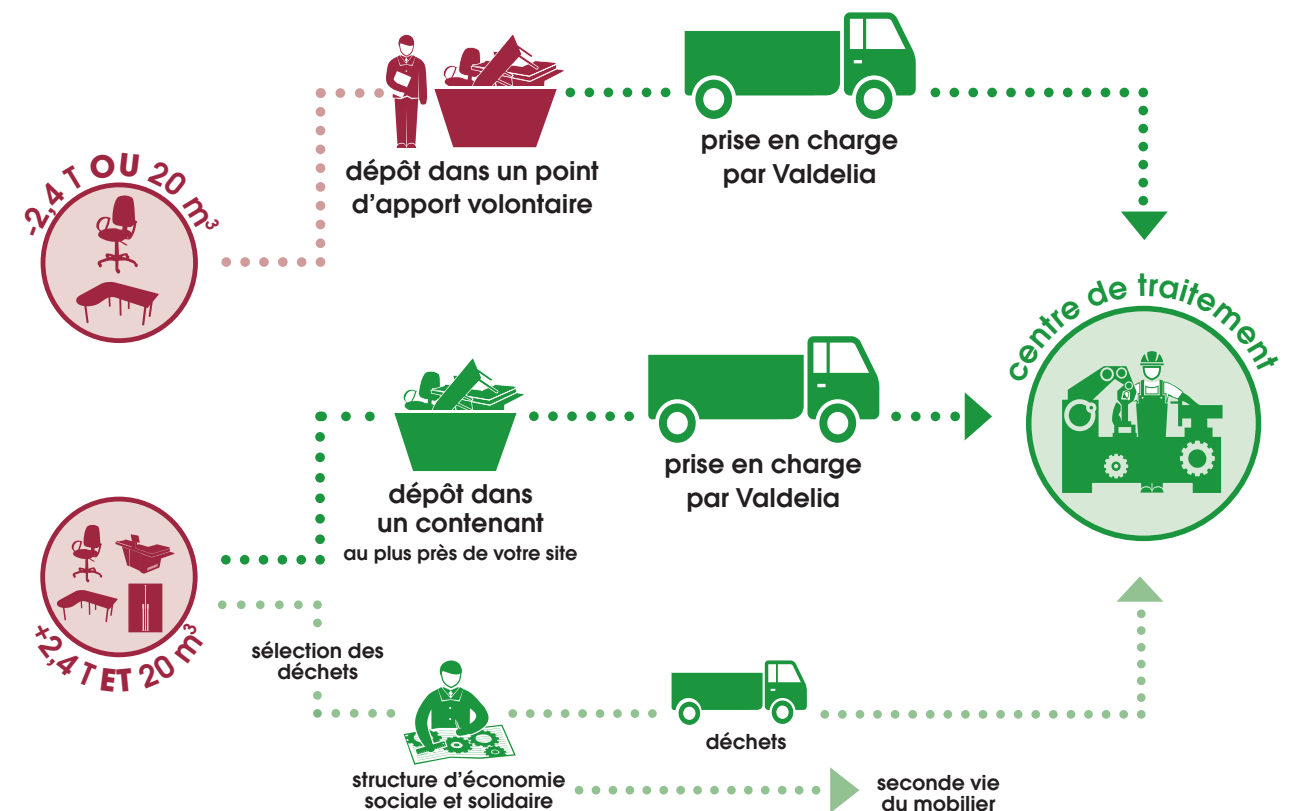 -2,4 T OU 20 m³
dépôt dans un point
d'apport volontaire
prise en charge
par Valdelia
centre de traitement
+2,4 T ET 20 m³
dépôt dans
un contenant
au plus près de votre site
prise en charge
par Valdelia
sélection des
déchets
structure d'économie
sociale et solidaire
déchets
seconde vie
du mobilier